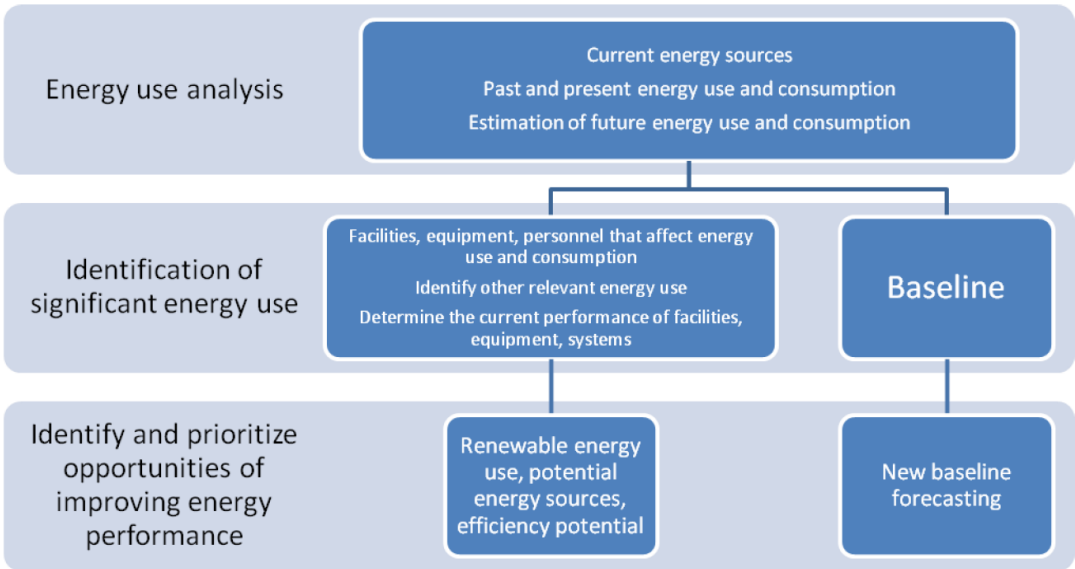 Energy use analysis
Current energy sources
Past and present energy use and consumption
Estimation of future energy use and consumption
Identification of
significant energy use
Facilities, equipment, personnel that affect energy
use and consumption
Identify other relevant energy use
Determine the current performance of facilities,
equipment, systems
Baseline
Identify and prioritize
opportunities of
improving energy
performance
Renewable energy
use, potential
energy sources,
efficiency potential
New baseline
forecasting